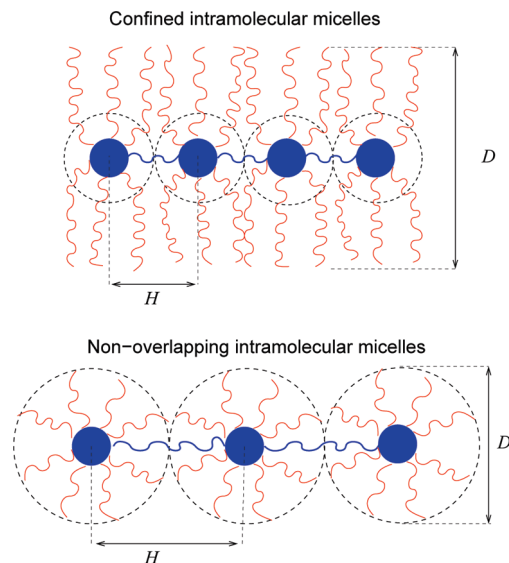 Confined intramolecular micelles
D
H
Non−overlapping intramolecular micelles
D
H